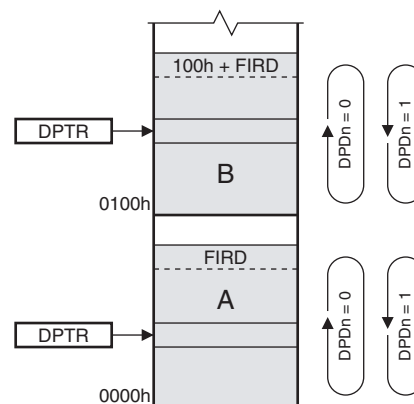 100h + FIRD
DPTR
B
0100h
DPDn = 0
DPDn = 1
FIRD
A
DPTR
0000h
DPDn = 0
DPDn = 1